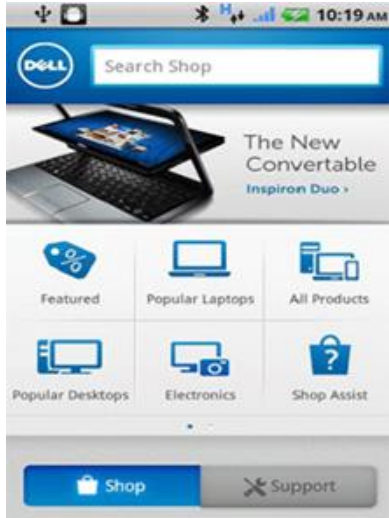 H
10:19 AM
DELL
Search Shop
The New
Convertable
Inspiron Duo ›
%
Featured
Popular Laptops
All Products
Popular Desktops
Electronics
?
Shop Assist
Shop
Support